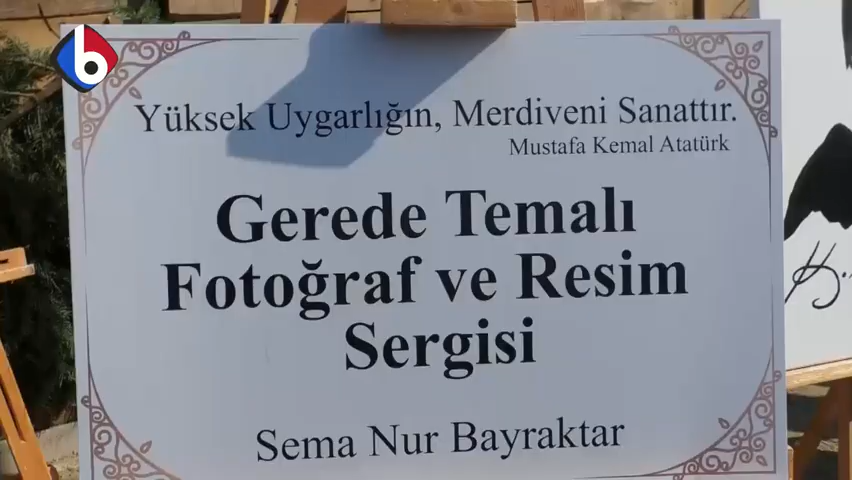 b
Yüksek Uygarlığın, Merdiveni Sanattır.
Mustafa Kemal Atatürk
Gerede Temalı
Fotoğraf ve Resim
Sergisi
Sema Nur Bayraktar